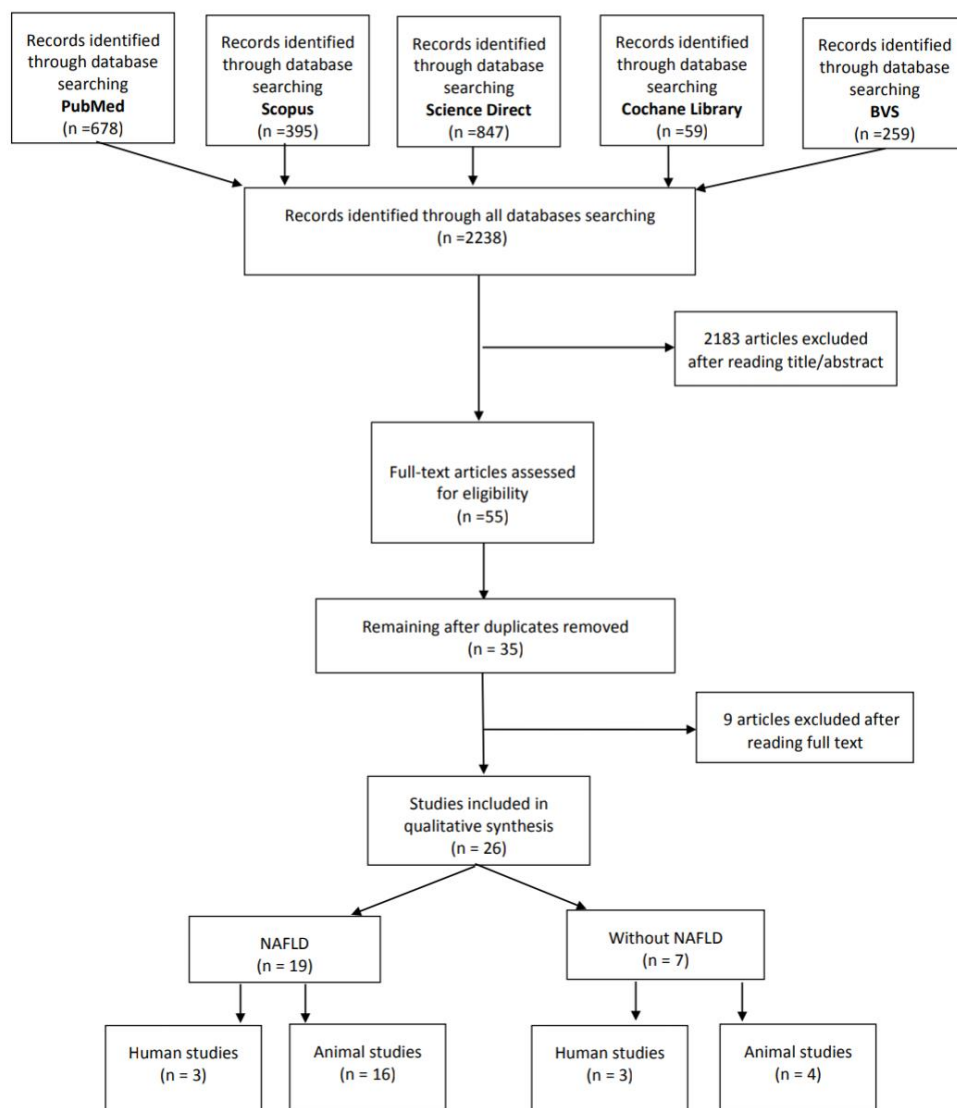 Records identified
through database
searching
PubMed
(n =678)
Records identified
through database
searching
Scopus
(n =395)
Records identified
through database
searching
Science Direct
(n =847)
Records identified
through database
searching
Cochane Library
(n =59)
Records identified
through database
searching
BVS
(n =259)
Records identified through all databases searching
(n =2238)
2183 articles excluded
after reading title/abstract
Full-text articles assessed
for eligibility
(n =55)
Remaining after duplicates removed
(n = 35)
9 articles excluded after
reading full text
Studies included in
qualitative synthesis
(n = 26)
NAFLD
(n = 19)
Without NAFLD
(n = 7)
Human studies
(n = 3)
Animal studies
(n = 16)
Human studies
(n = 3)
Animal studies
(n = 4)